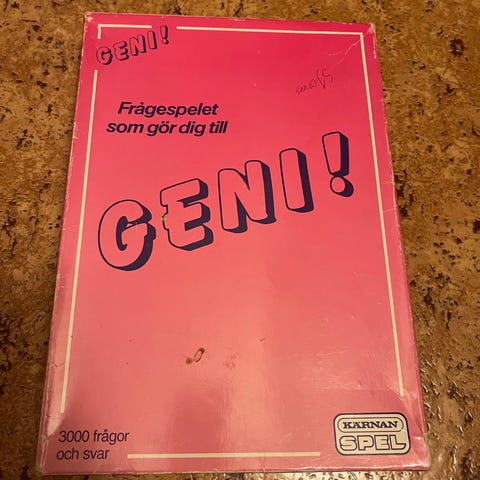 GENI!
Frågespelet
som gör dig till
GENI!
3000 frågor
och svar
KÄRNAN
SPEL